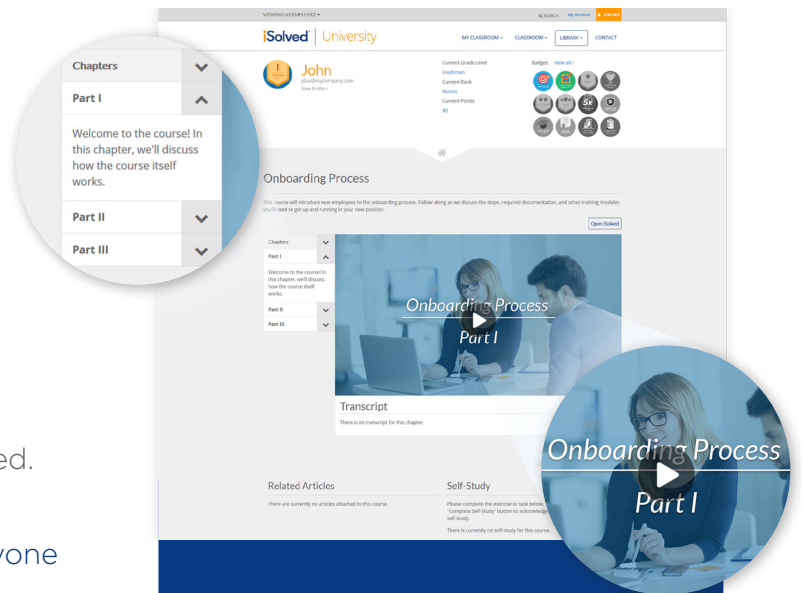 VIEWING AS EMPLOYEE
SEARCH My Account LOG OFF
iSolved University
MY CLASSROOM CLASSROOM LIBRARY CONTACT
John
jdoe@mycompany.com
View Profile >
Current Grade Level
Freshman
Current Rank
Novice
Current Points
80
Badges View all ›
5x
Chapters
Part I
Welcome to the course! In
this chapter, we'll discuss
how the course itself
works.
Part II
Part III
Onboarding Process
This course will introduce new employees to the onboarding process. Follow along as we discuss the steps, required documentation, and other training modules
you'll need to get up and running in your new position.
Open iSolved
Chapters
Part I
Welcome to the course! In
this chapter, we'll discuss
how the course itself
works.
Part II
Part III
Onboarding Process
Part I
Transcript
There is no transcript for this chapter.
Onboarding Process
Part I
Related Articles
There are currently no articles attached to this course.
Self-Study
Please complete the exercise or task below
"Complete Self-Study" button to acknowledge
self-study.
There is currently no self-study for this course.
ed.
yone